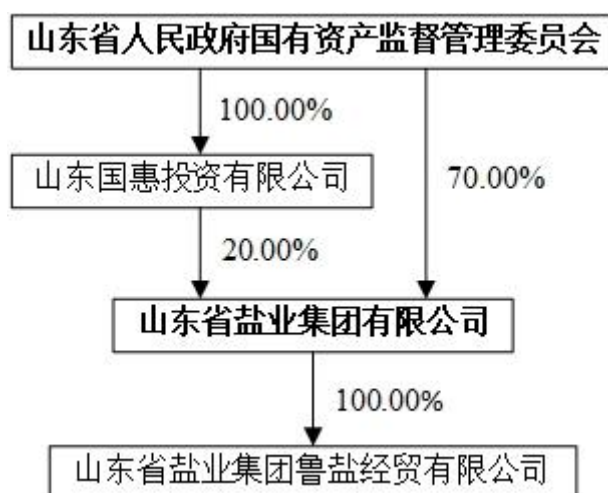 山东省人民政府国有资产监督管理委员会
100.00%
山东国惠投资有限公司
70.00%
20.00%
山东省盐业集团有限公司
100.00%
山东省盐业集团鲁盐经贸有限公司